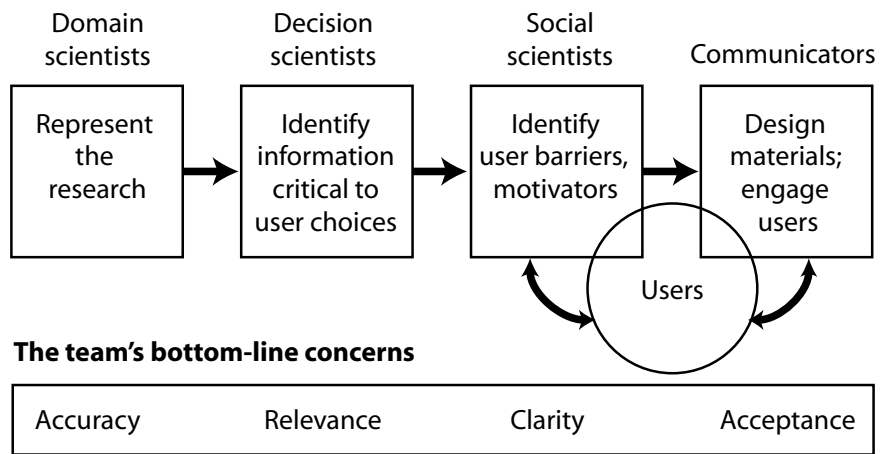 Domain
scientists
Decision
scientists
Social
scientists
Communicators
Represent
the
research
Identify
information
critical to
user choices
Identify
user barriers,
motivators
Design
materials;
engage
users
Users
The team’s bottom-line concerns
Accuracy Relevance Clarity Acceptance